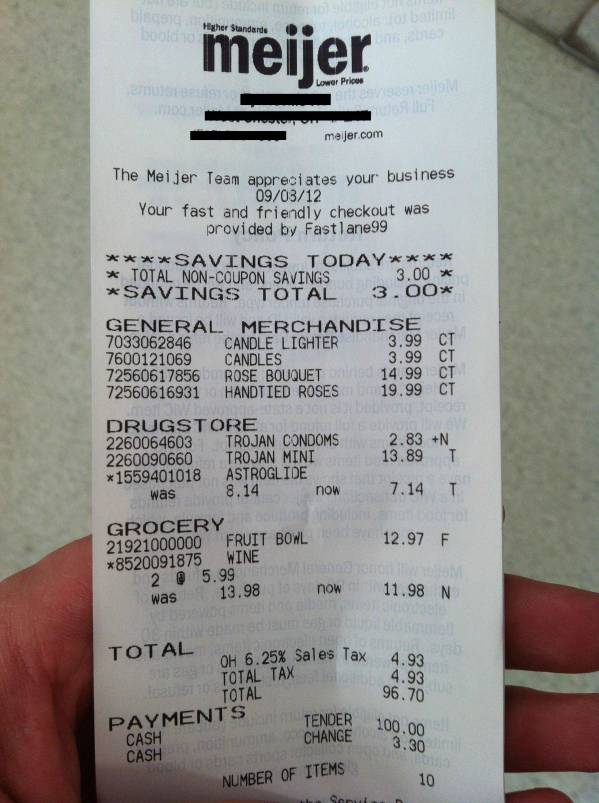 Higher Standards
meijer
Lower Prices
meijer.com
The Meijer Team appreciates your business
09/08/12
Your fast and friendly checkout was
provided by Fastlane99
****SAVINGS TODAY****
* TOTAL NON-COUPON SAVINGS 3.00 *
*SAVINGS TOTAL 3.00*
GENERAL MERCHANDISE
7033062846 CANDLE LIGHTER 3.99 CT
7600121069 CANDLES 3.99 CT
72560617856 ROSE BOUQUET 14.99 CT
72560616931 HANDTIED ROSES 19.99 CT
DRUGSTORE
2260064603 TROJAN CONDOMS 2.83 +N
2260090660 TROJAN MINI 13.89 T
*1559401018 ASTROGLIDE
was 8.14 now 7.14 T
GROCERY
21921000000 FRUIT BOWL 12.97 F
*8520091875 WINE
2 @ 5.99
was 13.98 now 11.98 N
TOTAL
OH 6.25% Sales Tax 4.93
TOTAL TAX 4.93
TOTAL 96.70
PAYMENTS
CASH TENDER 100.00
CASH CHANGE 3.30
NUMBER OF ITEMS 10